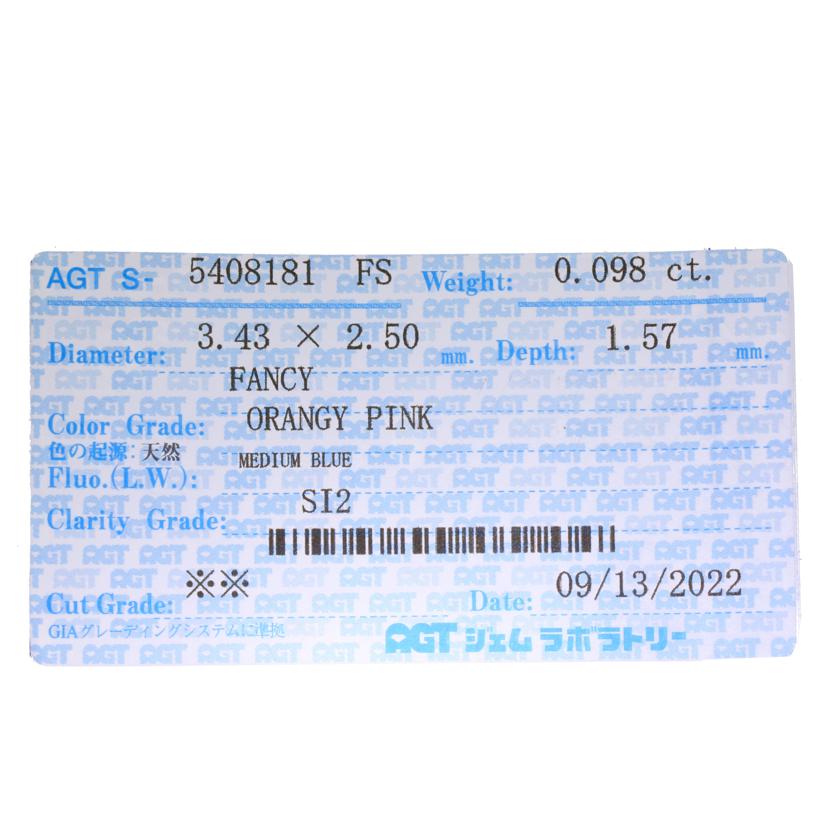 AGT S- 5408181 FS Weight: 0.098 ct.
Diameter: 3.43 × 2.50 mm. Depth: 1.57 mm.
FANCY
Color Grade: ORANGY PINK
色の起源: 天然
Fluo.(L.W.): MEDIUM BLUE
Clarity Grade: SI2
Cut Grade: ※※ Date: 09/13/2022
GIAグレーディングシステムに準拠
AGT ジェム ラボラトリー